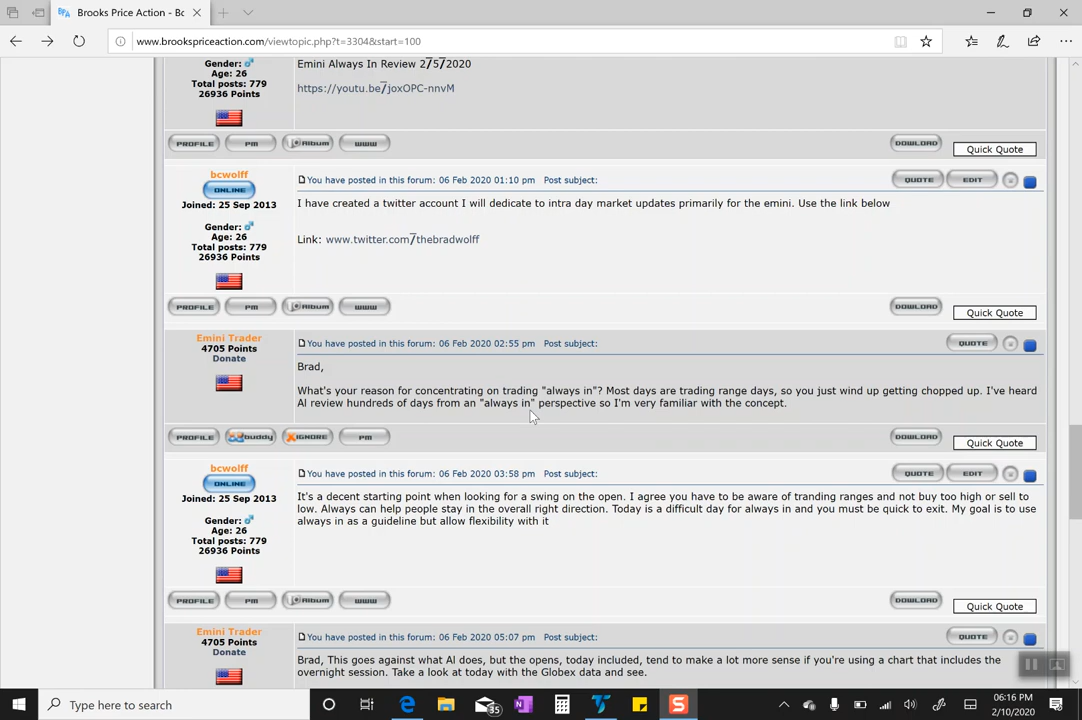 Brooks Price Action - Bc
www.brookspriceaction.com/viewtopic.php?t=3304&start=100
Gender:
Age: 26
Total posts: 779
26936 Points
Emini Always In Review 2/5/2020
https://youtu.be/joxOPC-nnvM
PROFILE PM Album WWW DOWLORD Quick Quote
bcwolff
ONLINE
Joined: 25 Sep 2013
Gender:
Age: 26
Total posts: 779
26936 Points
You have posted in this forum: 06 Feb 2020 01:10 pm Post subject:
QUOTE EDIT
I have created a twitter account I will dedicate to intra day market updates primarily for the emini. Use the link below
Link: www.twitter.com/thebradwolff
PROFILE PM Album WWW DOWLORD Quick Quote
Emini Trader
4705 Points
Donate
You have posted in this forum: 06 Feb 2020 02:55 pm Post subject:
QUOTE
Brad,
What's your reason for concentrating on trading "always in"? Most days are trading range days, so you just wind up getting chopped up. I've heard
Al review hundreds of days from an "always in" perspective so I'm very familiar with the concept.
PROFILE buddy IGNORE PM DOWLORD Quick Quote
bcwolff
ONLINE
Joined: 25 Sep 2013
Gender:
Age: 26
Total posts: 779
26936 Points
You have posted in this forum: 06 Feb 2020 03:58 pm Post subject:
QUOTE EDIT
It's a decent starting point when looking for a swing on the open. I agree you have to be aware of tranding ranges and not buy too high or sell to
low. Always can help people stay in the overall right direction. Today is a difficult day for always in and you must be quick to exit. My goal is to use
always in as a guideline but allow flexibility with it
PROFILE PM Album WWW DOWLORD Quick Quote
Emini Trader
4705 Points
Donate
You have posted in this forum: 06 Feb 2020 05:07 pm Post subject:
QUOTE
Brad, This goes against what Al does, but the opens, today included, tend to make a lot more sense if you're using a chart that includes the
overnight session. Take a look at today with the Globex data and see.
Type here to search
35
06:16 PM
2/10/2020